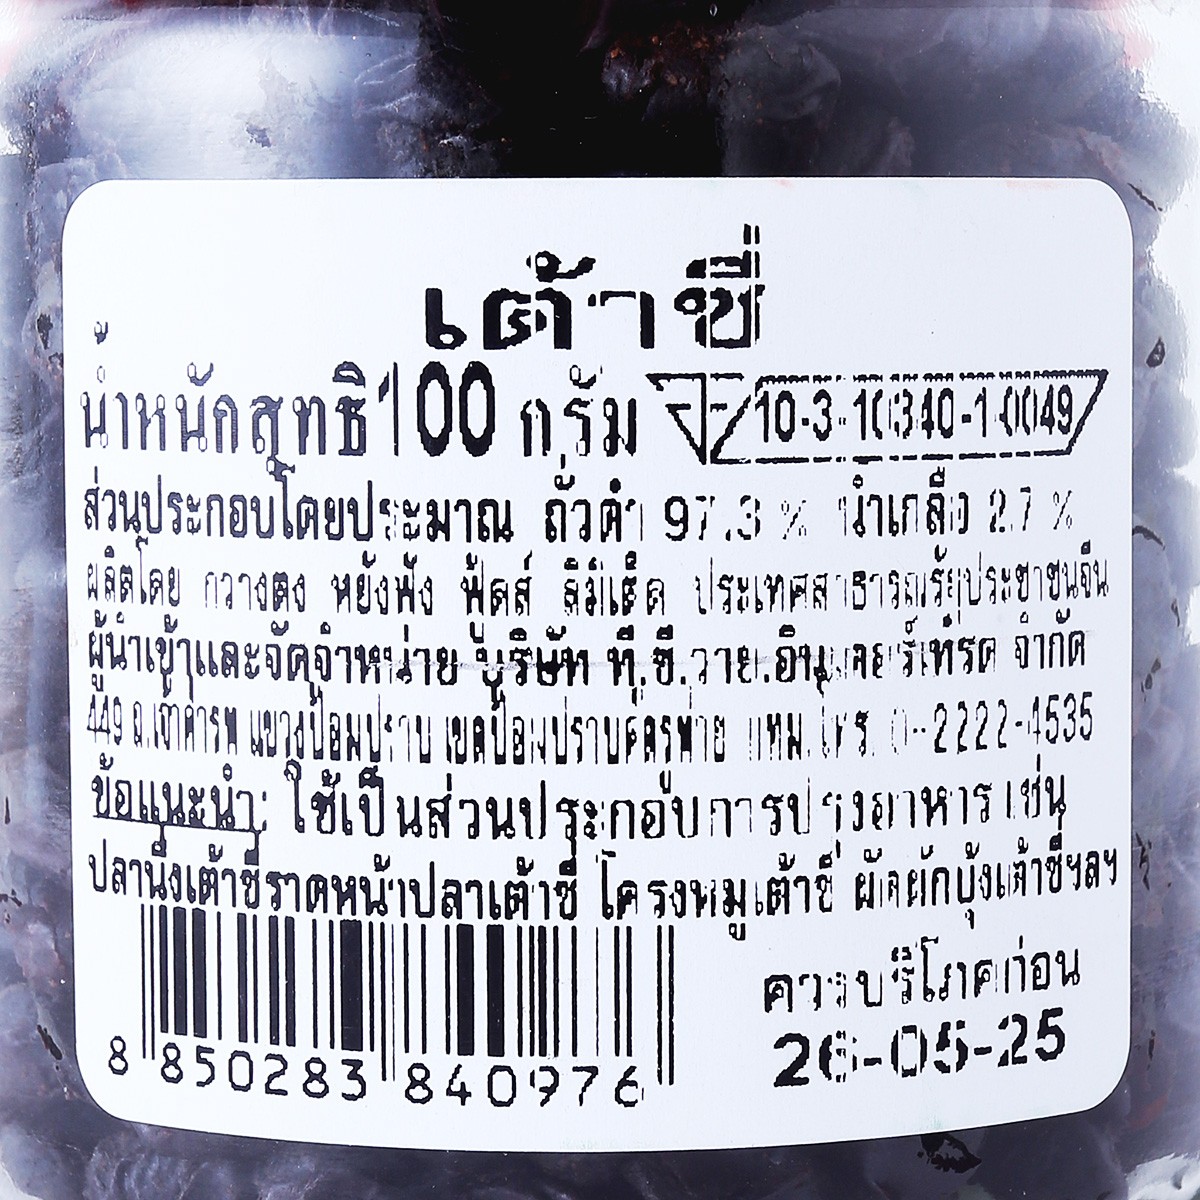 เต้าซี่
น้ำหนักสุทธิ 100 กรัม
10-3-10340-1-0049
ส่วนประกอบโดยประมาณ ถั่วดำ 97.3 % น้ำเกลือ 2.7 %
ผลิตโดย กวางตุง หยังฟัง ฟู้ดส์ ลิมิเต็ด ประเทศสาธารณรัฐประชาชนจีน
ผู้นำเข้าและจัดจำหน่าย บริษัท ที.ซี.วาย.อินเตอร์เทรด จำกัด
449 ถ.เจ้าคำรพ แขวงป้อมปราบ เขตป้อมปราบศัตรูพ่าย กทม. โทร. 0-2222-4535
ข้อแนะนำ: ใช้เป็นส่วนประกอบการปรุงอาหาร เช่น
ปลานึ่งเต้าซี่ราดหน้าปลาเต้าซี่ โครงหมูเต้าซี่ ผัดผักบุ้งเต้าซี่ฯลฯ
ควรบริโภคก่อน
26-05-25
8 850283 840976